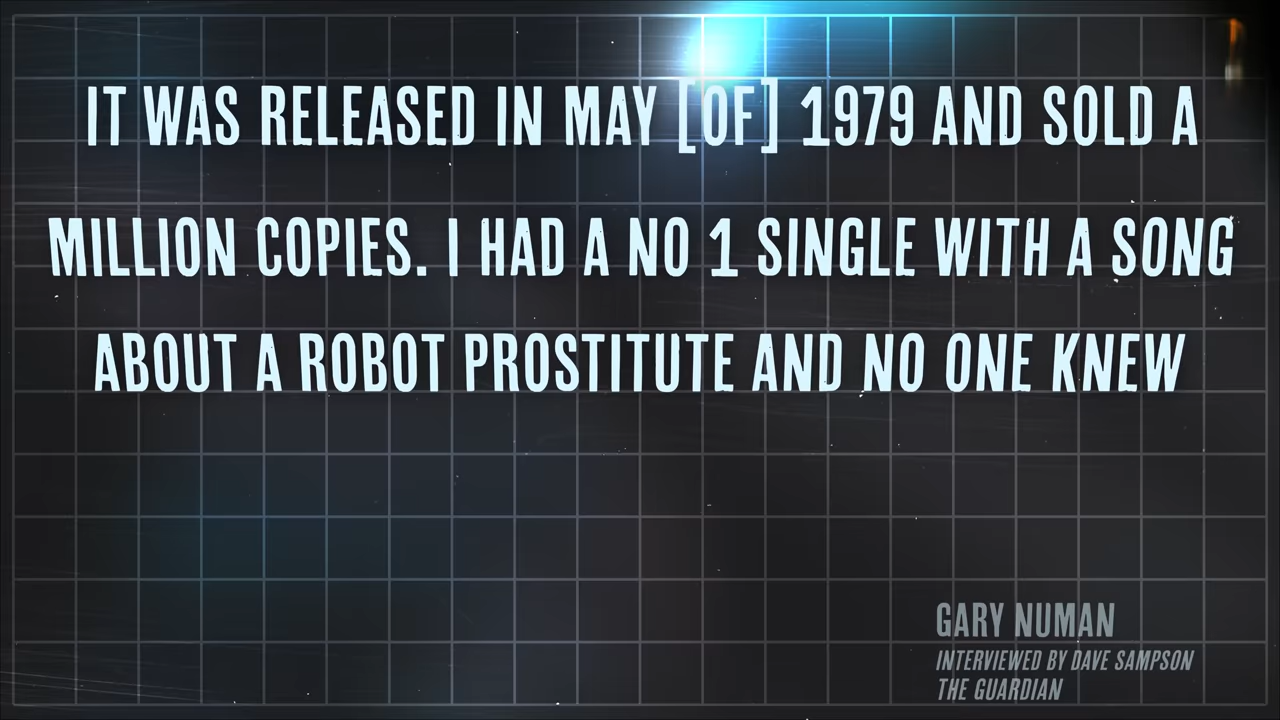 IT WAS RELEASED IN MAY [OF] 1979 AND SOLD A
MILLION COPIES. I HAD A NO 1 SINGLE WITH A SONG
ABOUT A ROBOT PROSTITUTE AND NO ONE KNEW
GARY NUMAN
INTERVIEWED BY DAVE SAMPSON
THE GUARDIAN